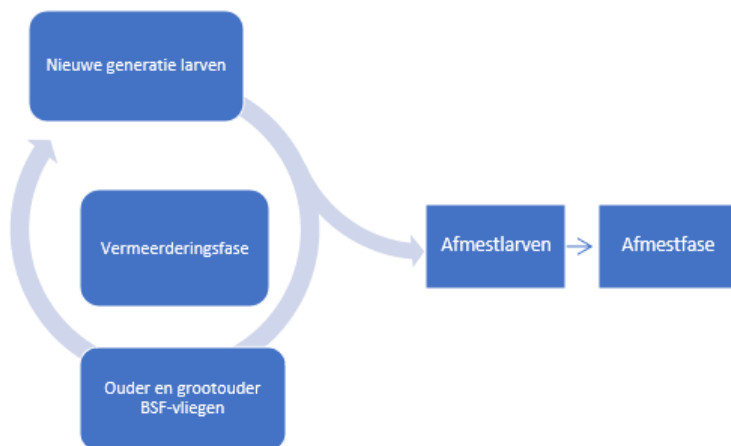 Nieuwe generatie larven
Vermeerderingsfase
Afmestlarven
Afmestfase
Ouder en grootouder
BSF-vliegen